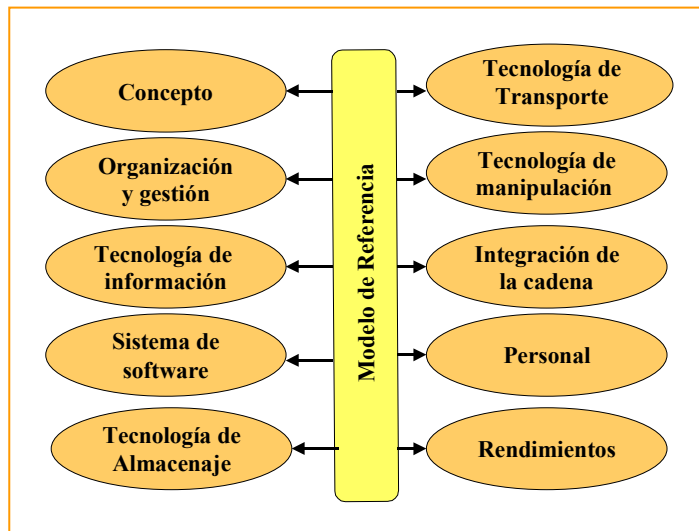 Concepto
Organización
y gestión
Tecnología de
información
Sistema de
software
Tecnología de
Almacenaje
Modelo de Referencia
Tecnología de
Transporte
Tecnología de
manipulación
Integración de
la cadena
Personal
Rendimientos